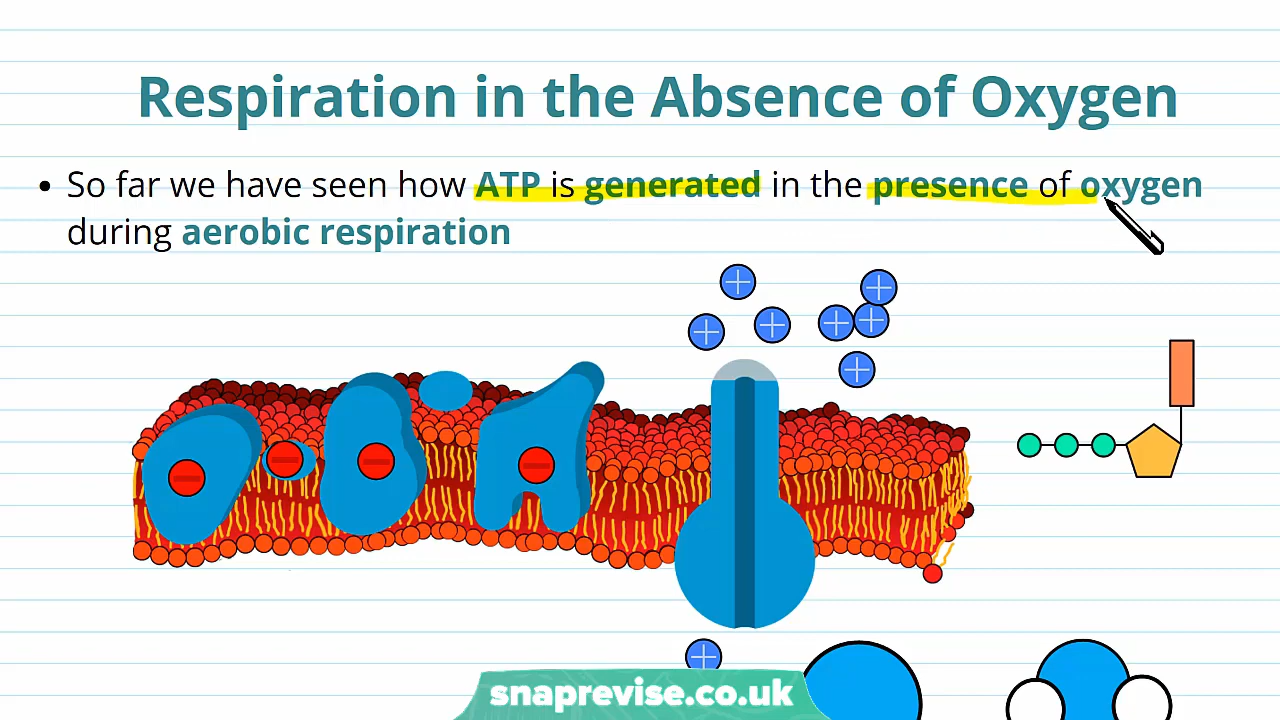 Respiration in the Absence of Oxygen
• So far we have seen how ATP is generated in the presence of oxygen
during aerobic respiration
snaprevise.co.uk